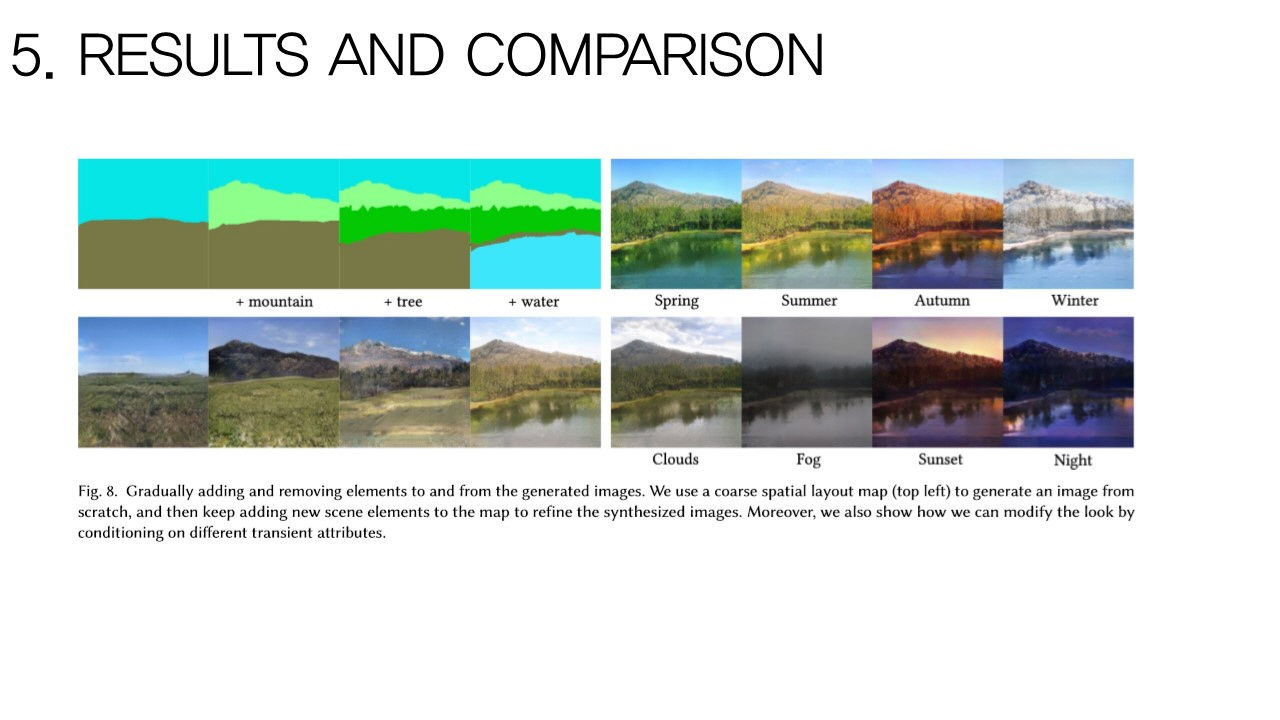 5. RESULTS AND COMPARISON
+ mountain + tree + water Spring Summer Autumn Winter
Clouds Fog Sunset Night
Fig. 8. Gradually adding and removing elements to and from the generated images. We use a coarse spatial layout map (top left) to generate an image from
scratch, and then keep adding new scene elements to the map to refine the synthesized images. Moreover, we also show how we can modify the look by
conditioning on different transient attributes.